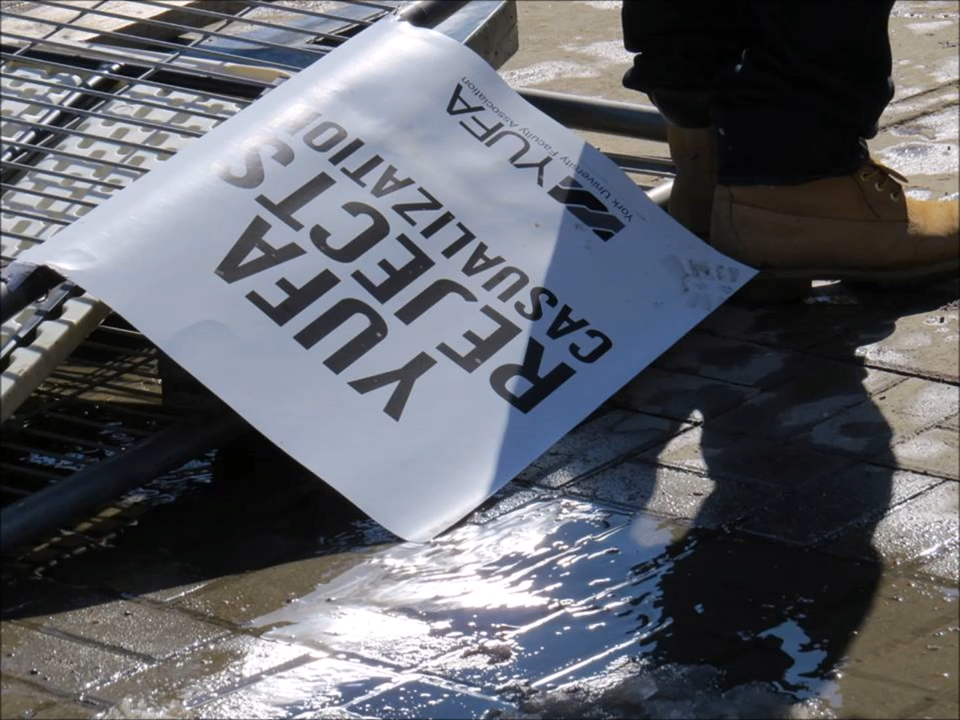 YUFA
REJECTS
CASUALIZATION
YUFA
York University Faculty Association